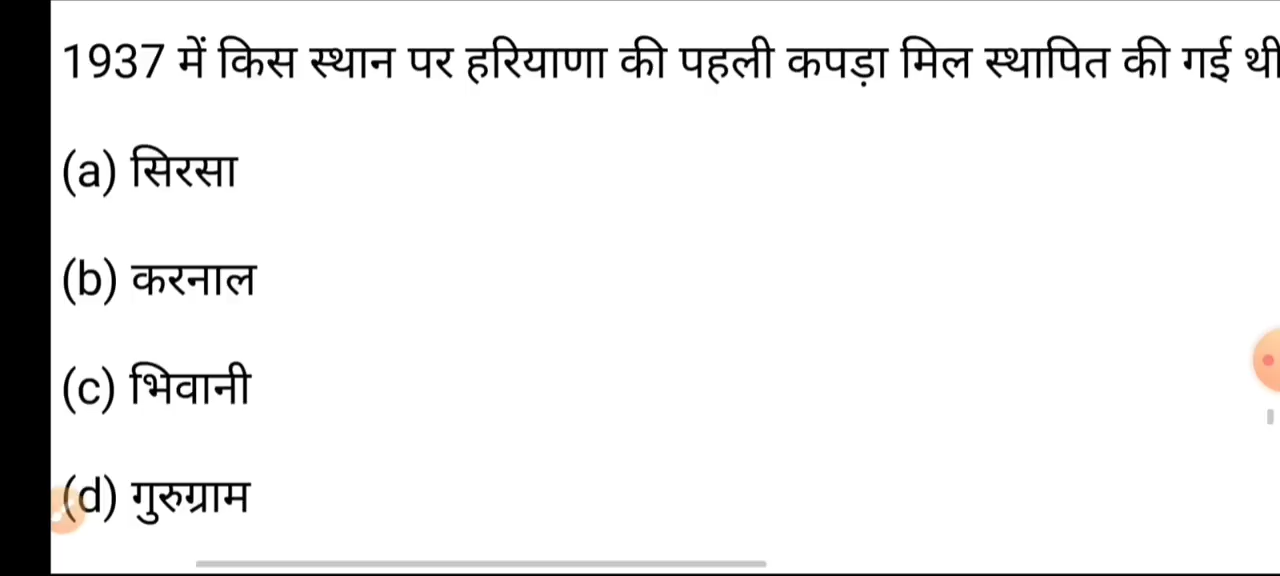 1937 में किस स्थान पर हरियाणा की पहली कपड़ा मिल स्थापित की गई थी
(a) सिरसा
(b) करनाल
(c) भिवानी
(d) गुरुग्राम